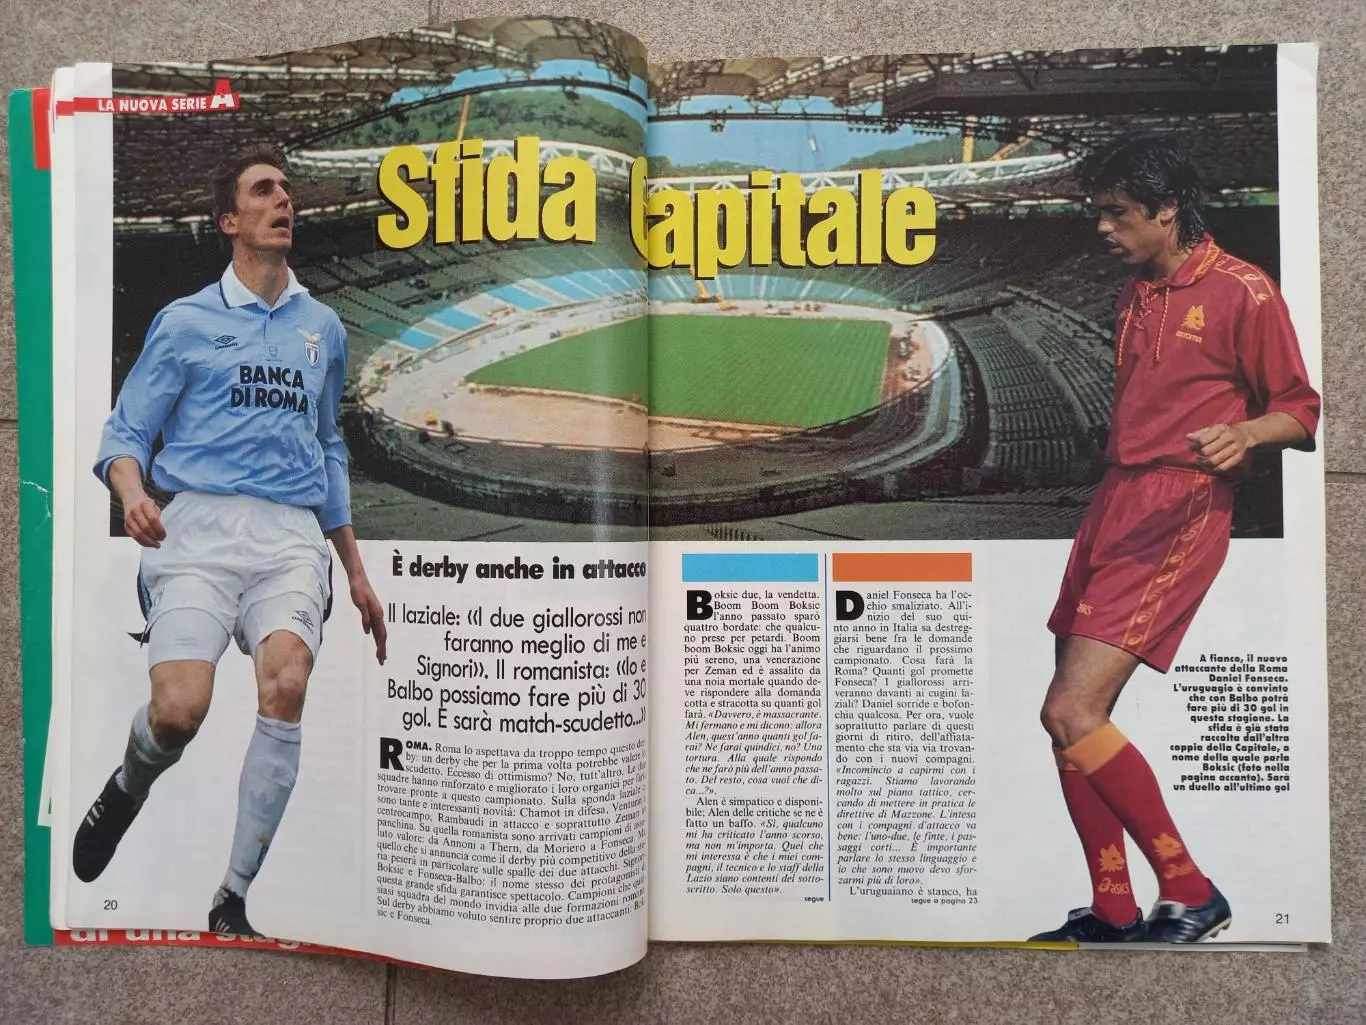 LA NUOVA SERIE A
Sfida Capitale
UMBRO
BANCA
DI ROMA
UMBRO
È derby anche in attacco
Il laziale: «I due giallorossi non
faranno meglio di me e
Signori». Il romanista: «Io e
Balbo possiamo fare più di 30
gol. E sarà match-scudetto...»
ROMA. Roma lo aspettava da troppo tempo questo der-
by: un derby che per la prima volta potrebbe valere lo
scudetto. Eccesso di ottimismo? No, tutt'altro. Le due
squadre hanno rinforzato e migliorato i loro organici per
trovare pronte a questo campionato. Sulla sponda laziale
sono tante e interessanti novità: Chamot in difesa, Venturin
centrocampo, Rambaudi in attacco e soprattutto Zeman in
panchina. Su quella romanista sono arrivati campioni di asso-
luto valore: da Annoni a Thern, da Moriero a Fonseca. Ma
quello che si annuncia come il derby più competitivo della
ria peserà in particolare sulle spalle dei due attacchi. Signori-
Boksic e Fonseca-Balbo: il nome stesso dei protagonisti
questa grande sfida garantisce spettacolo. Campioni che qual-
siasi squadra del mondo invidia alle due formazioni romane.
Sul derby abbiamo voluto sentire proprio due attaccanti: Bok-
sic e Fonseca.
20
Boksic due, la vendetta.
Boom Boom Boksic
l'anno passato sparò
quattro bordate: che qualcu-
no prese per petardi. Boom
boom Boksic oggi ha l'animo
più sereno, una venerazione
per Zeman ed è assalito da
una noia mortale quando de-
ve rispondere alla domanda
cotta e stracotta su quanti gol
farà. «Davvero, è massacrante.
Mi fermano e mi dicono: allora
Alen, quest'anno quanti gol fa-
rai? Ne farai quindici, no? Una
tortura. Alla quale rispondo
che ne farò più dell'anno passa-
to. Del resto, cosa vuoi che di-
ca...?»
Alen è simpatico e disponi-
bile; Alen delle critiche se ne è
fatto un baffo. «Sì, qualcuno
mi ha criticato l'anno scorso,
ma non m'importa. Quel che
mi interessa è che i miei com-
pagni, il tecnico e lo staff della
Lazio siano contenti del sotto-
scritto. Solo questo».
segue
Daniel Fonseca ha l'oc-
chio smaliziato. All'i-
nizio del suo quin-
to anno in Italia sa destreg-
giarsi bene fra le domande
che riguardano il prossimo
campionato. Cosa farà la
Roma? Quanti gol promette
Fonseca? I giallorossi arri-
veranno davanti ai cugini la-
ziali? Daniel sorride e bofon-
chia qualcosa. Per ora, vuole
soprattutto parlare di questi
giorni di ritiro, dell'affiata-
mento che sta via via trovan-
do con i nuovi compagni.
«Incomincio a capirmi con i
ragazzi. Stiamo lavorando
molto sul piano tattico, cer-
cando di mettere in pratica le
direttive di Mazzone. L'intesa
con i compagni d'attacco va
bene: l'uno-due, le finte, i pas-
saggi corti... È importante
parlare lo stesso linguaggio e
io che sono nuovo devo sfor-
zarmi più di loro».
L'uruguaiano è stanco, ha
segue a pagina 23
asics
A fianco, il nuovo
attaccante della Roma
Daniel Fonseca.
L'uruguagio è convinto
che con Balbo potrà
fare più di 30 gol in
questa stagione. La
sfida è già stata
raccolta dall'altra
coppia della Capitale, a
nome della quale parla
Boksic (foto nella
pagina accanto). Sarà
un duello all'ultimo gol
asics
21
di una